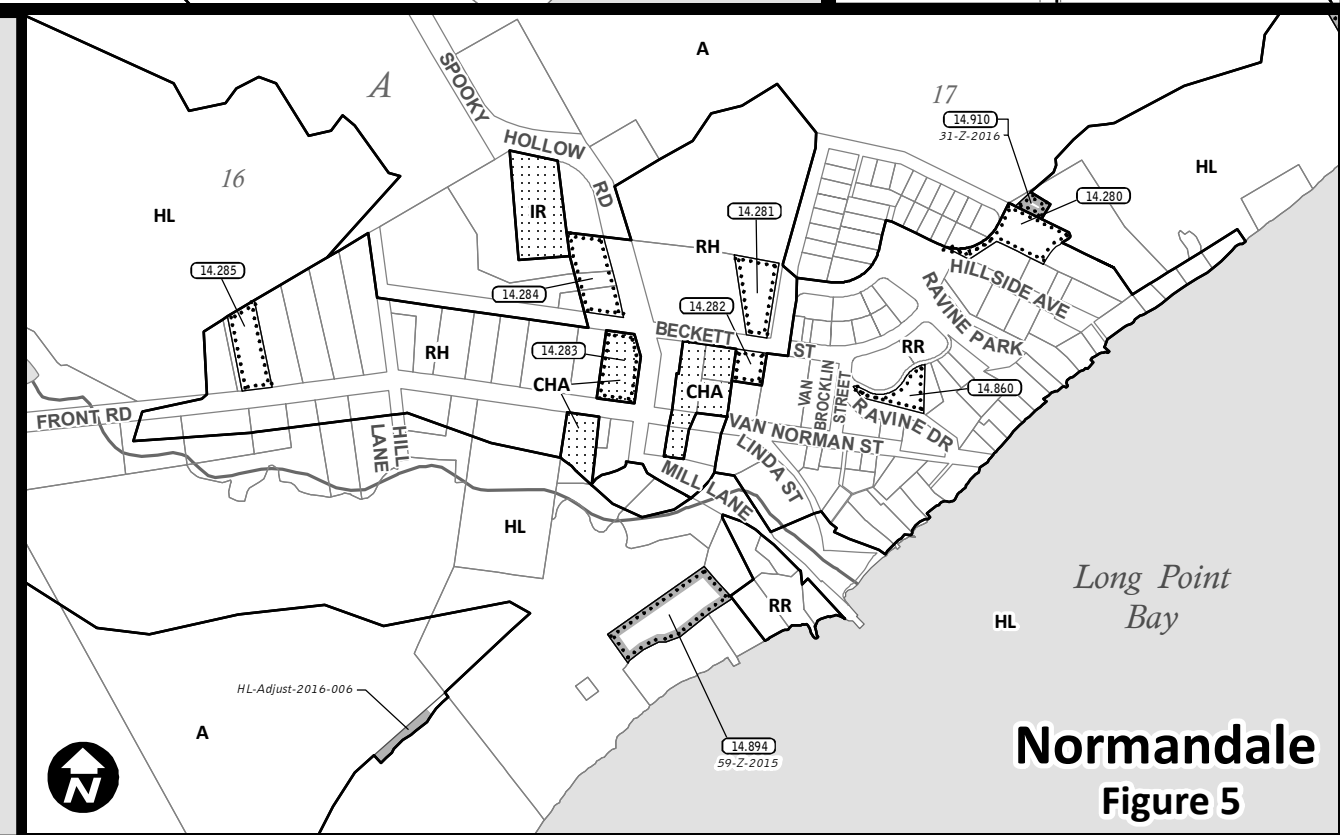 A
A
17
14.910
31-Z-2016
SPOOKY
HOLLOW
RD
16
HL
HL
IR
14.280
14.281
RH
14.285
14.284
14.282
HILLSIDE AVE
RAVINE PARK
BECKETT
ST
RR
RH
14.283
CHA
CHA
VAN
BROCKLIN
STREET
14.860
RAVINE DR
FRONT RD
HILL
LANE
VAN NORMAN ST
LINDA ST
MILL LANE
HL
Long Point
Bay
RR
HL
HL-Adjust-2016-006
A
14.894
59-Z-2015
N
Normandale
Figure 5